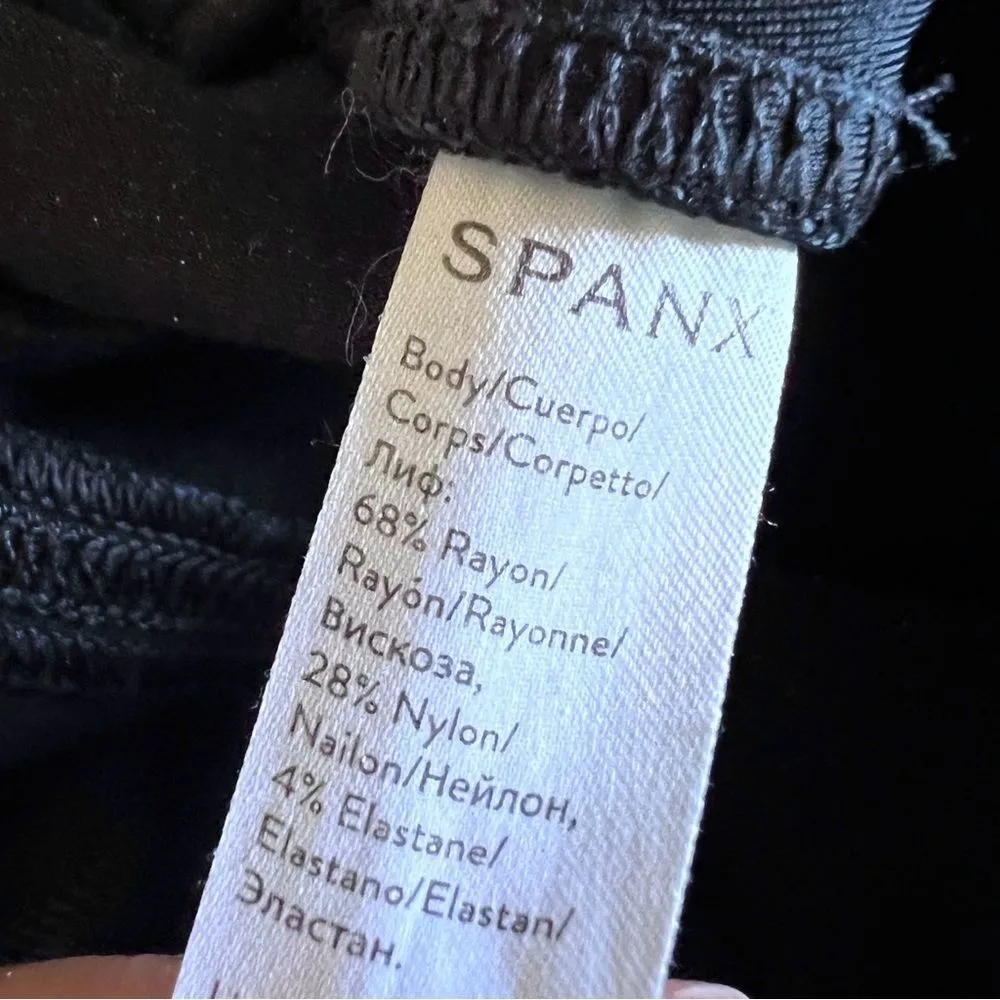 SPANX
Body/Cuerpo/
Corps/Corpetto/
Лиф:
68% Rayon/
Rayón/Rayonne/
Вискоза,
28% Nylon/
Nailon/Нейлон,
4% Elastane/
Elastano/Elastan/
Эластан.